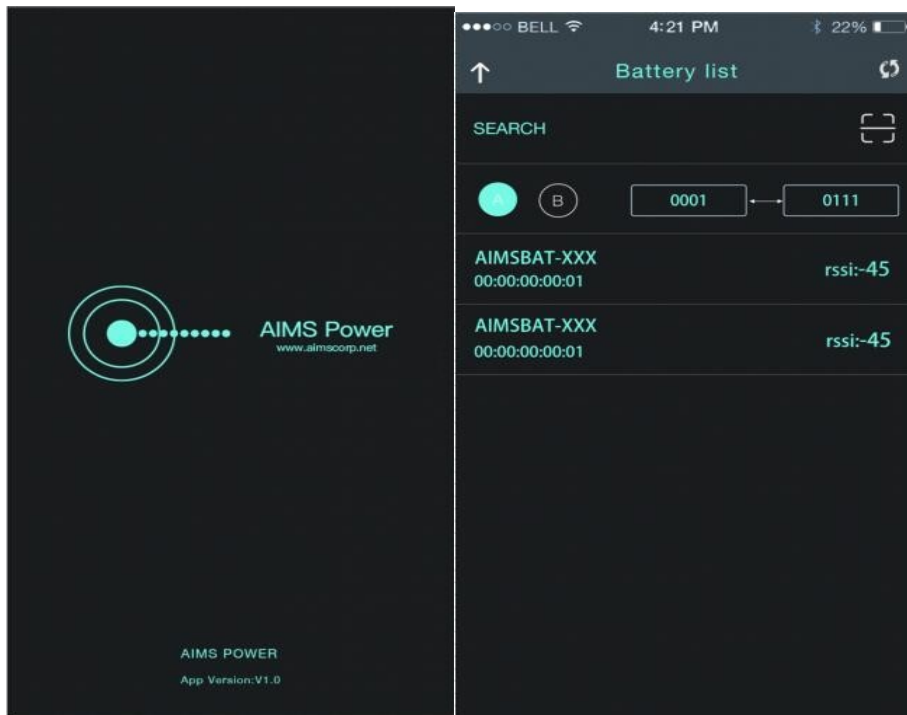 AIMS Power
www.aimscorp.net
AIMS POWER
App Version:V1.0
BELL 4:21 PM 22%
Battery list
SEARCH
A B 0001 0111
AIMSBAT-XXX
00:00:00:00:01 rssi:-45
AIMSBAT-XXX
00:00:00:00:01 rssi:-45